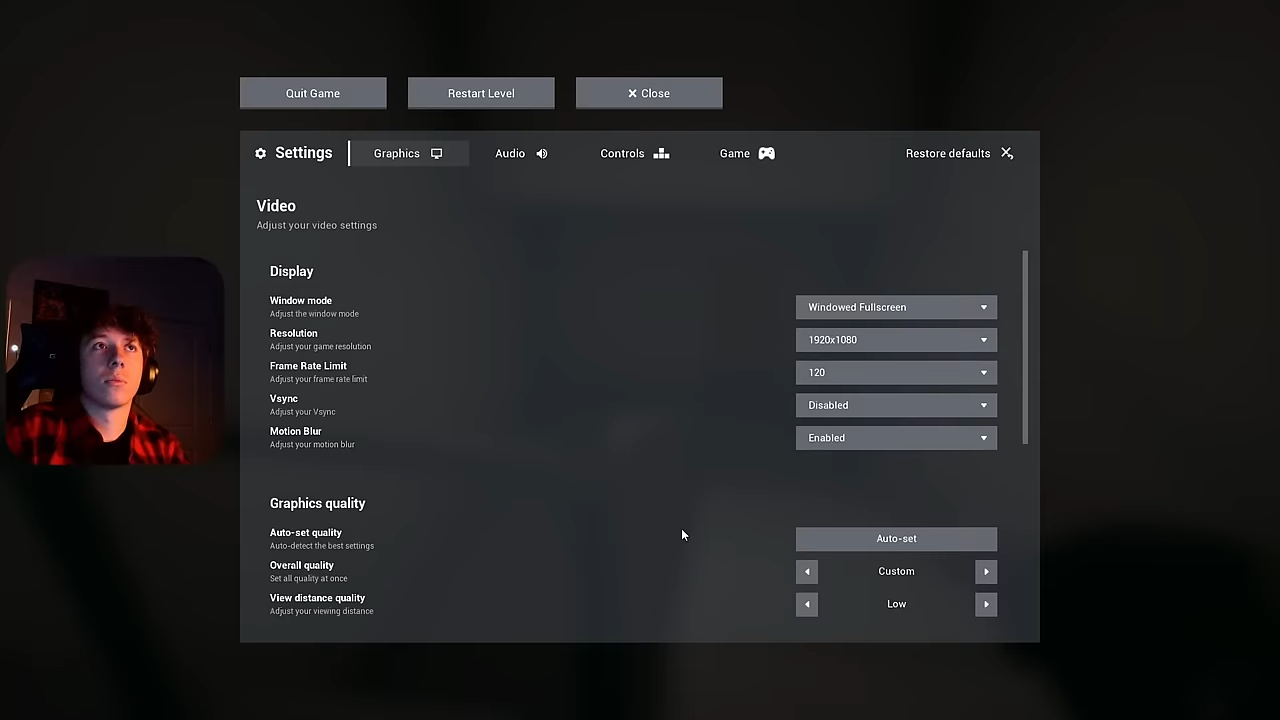 Quit Game
Restart Level
Close
Settings
Graphics
Audio
Controls
Game
Restore defaults
Video
Adjust your video settings
Display
Window mode
Adjust the window mode
Windowed Fullscreen
Resolution
Adjust your game resolution
1920x1080
Frame Rate Limit
Adjust your frame rate limit
120
Vsync
Adjust your Vsync
Disabled
Motion Blur
Adjust your motion blur
Enabled
Graphics quality
Auto-set quality
Auto-detect the best settings
Auto-set
Overall quality
Set all quality at once
Custom
View distance quality
Adjust your viewing distance
Low